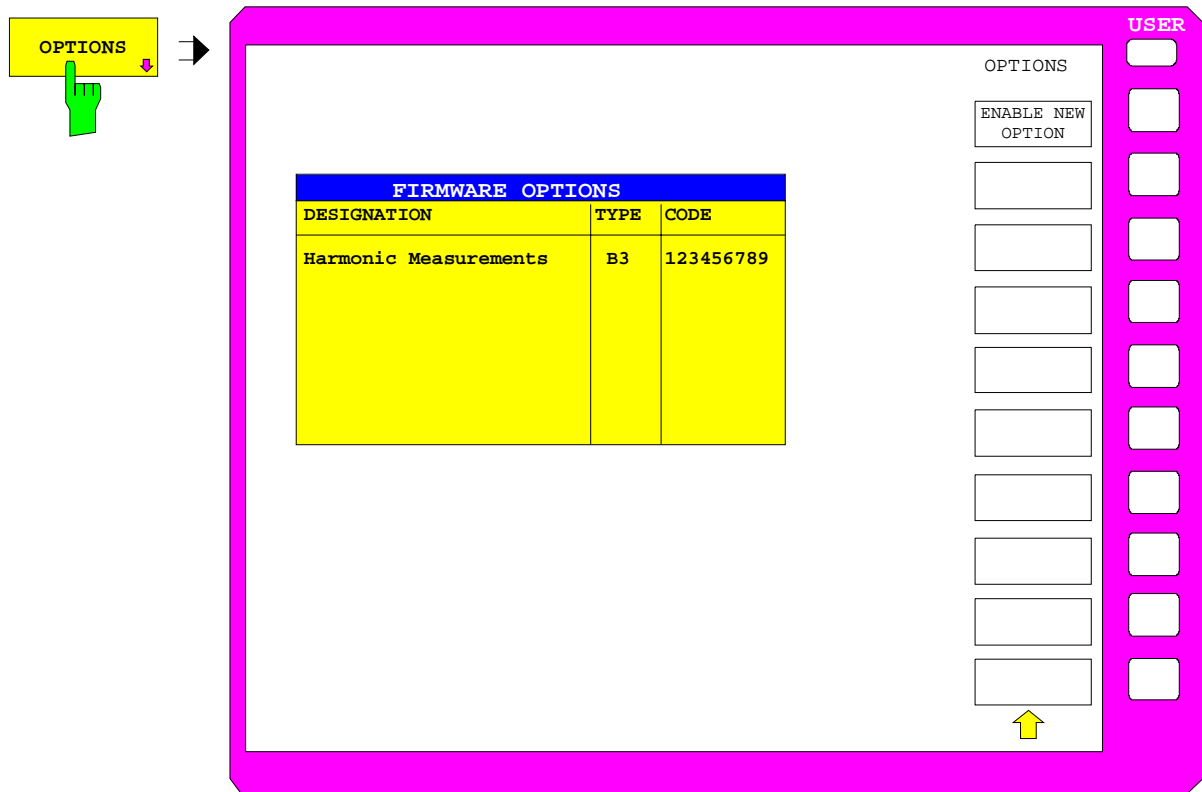 OPTIONS
USER
OPTIONS
ENABLE NEW
OPTION
FIRMWARE OPTIONS
DESIGNATION TYPE CODE
Harmonic Measurements B3 123456789